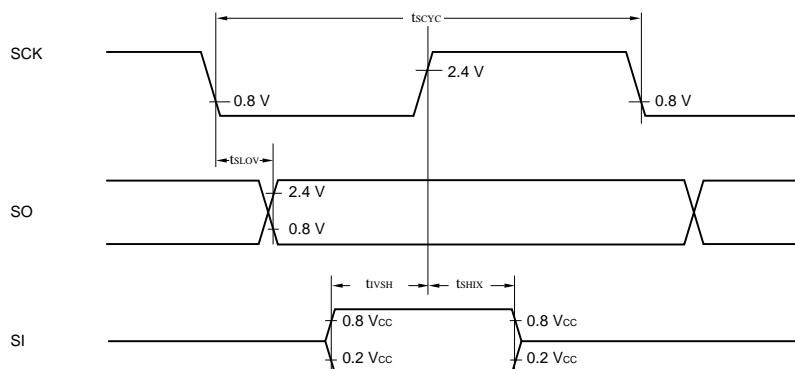 tSCYC
SCK
2.4 V
0.8 V
0.8 V
tSLOV
2.4 V
SO
0.8 V
tIVSH
tSHIX
0.8 VCC
0.8 VCC
SI
0.2 VCC
0.2 VCC